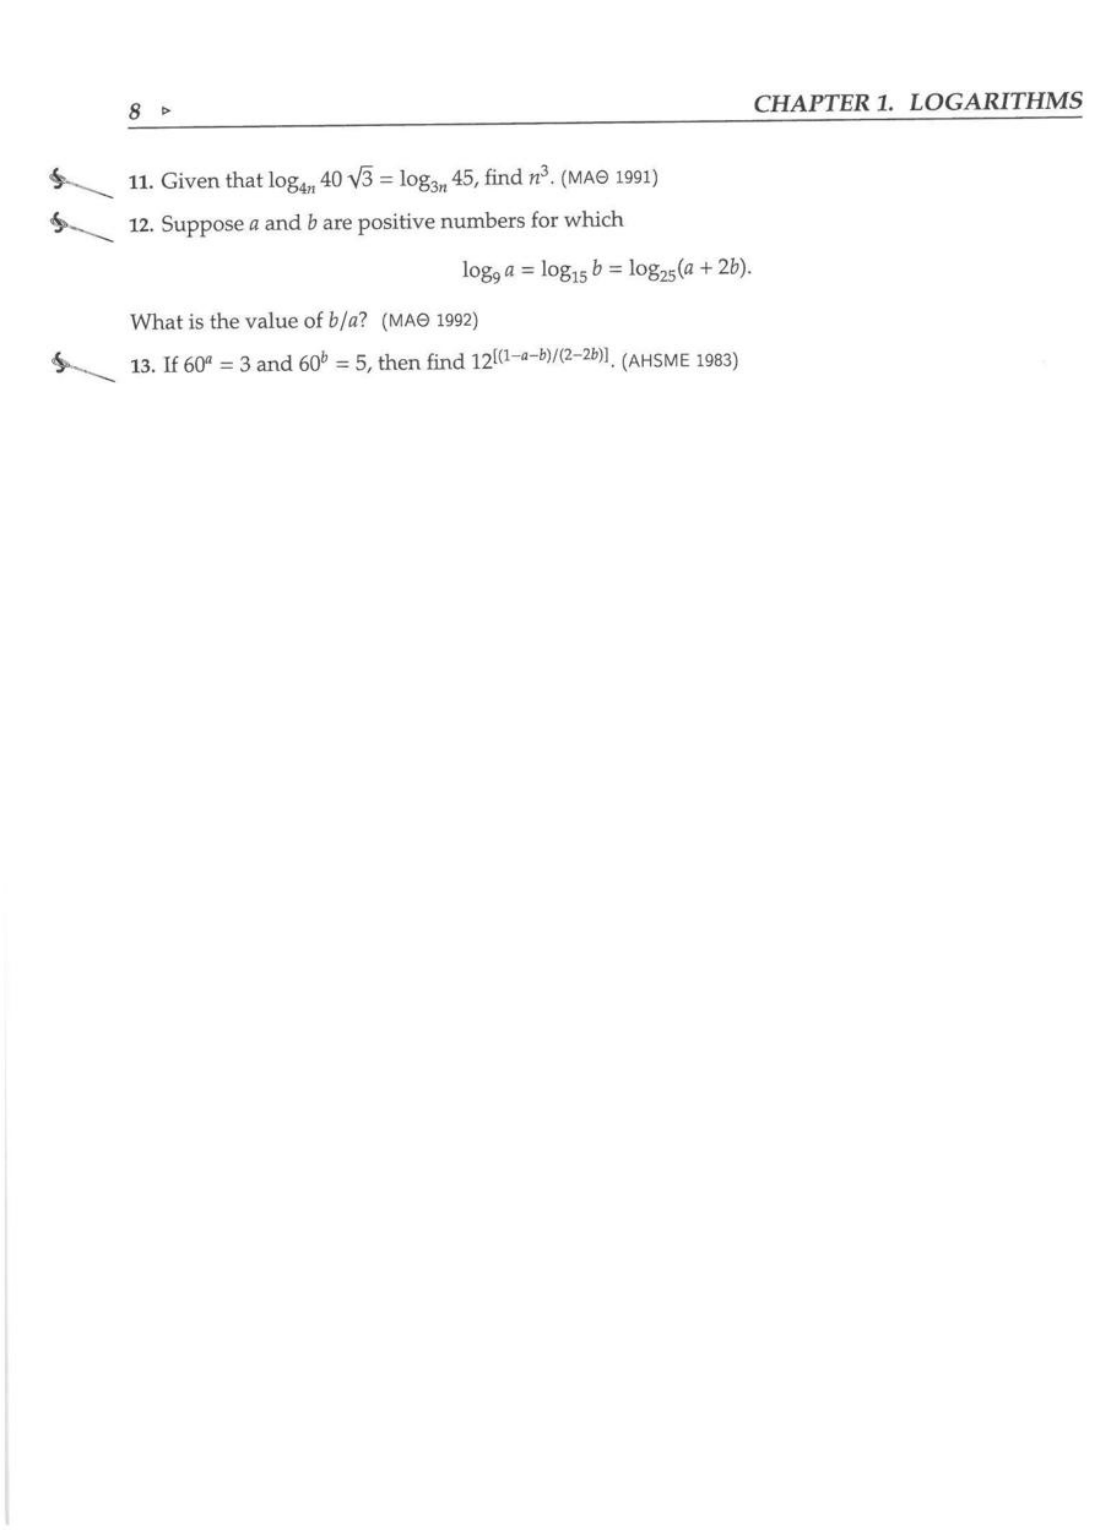 8 ▷ CHAPTER 1. LOGARITHMS
11. Given that log₄ₙ 40 √3 = log₃ₙ 45, find n³. (MAΘ 1991)
12. Suppose a and b are positive numbers for which
log₉ a = log₁₅ b = log₂₅(a + 2b).
What is the value of b/a? (MAΘ 1992)
13. If 60ᵃ = 3 and 60ᵇ = 5, then find 12^[(1−a−b)/(2−2b)]. (AHSME 1983)